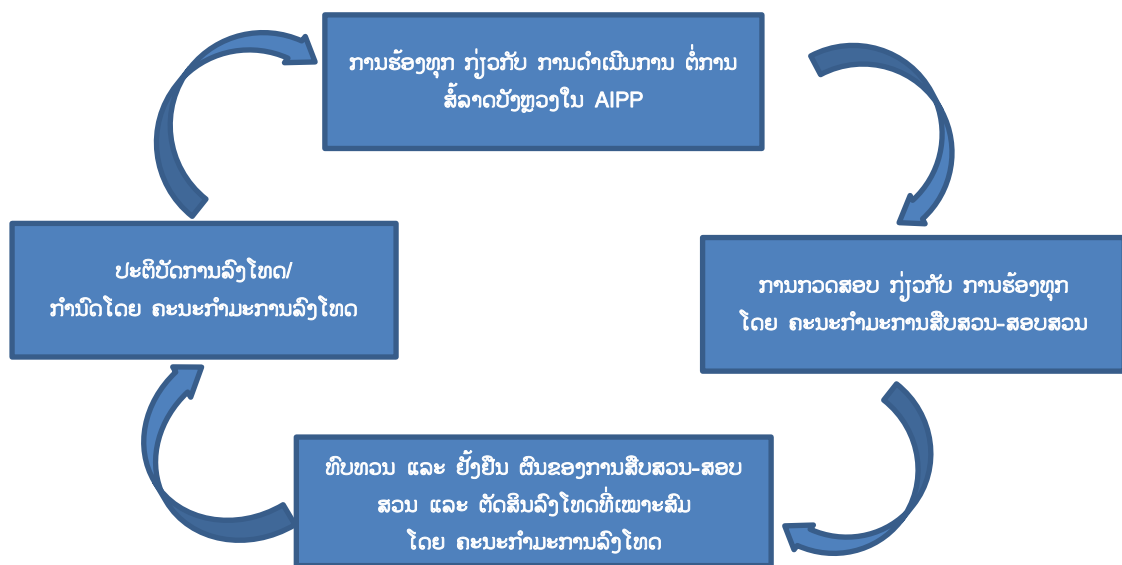 ການຮ້ອງທຸກ ກ່ຽວກັບ ການດຳເນີນການ ຕໍ່ການ
ສໍ້ລາດບັງຫຼວງໃນ AIPP
ການກວດສອບ ກ່ຽວກັບ ການຮ້ອງທຸກ
ໂດຍ ຄະນະກຳມະການສືບສວນ-ສອບສວນ
ທົບທວນ ແລະ ຢັ້ງຢືນ ຜົນຂອງການສືບສວນ-ສອບ
ສວນ ແລະ ຕັດສິນລົງໂທດທີ່ເໝາະສົມ
ໂດຍ ຄະນະກຳມະການລົງໂທດ
ປະຕິບັດການລົງໂທດ/
ກຳນົດໂດຍ ຄະນະກຳມະການລົງໂທດ